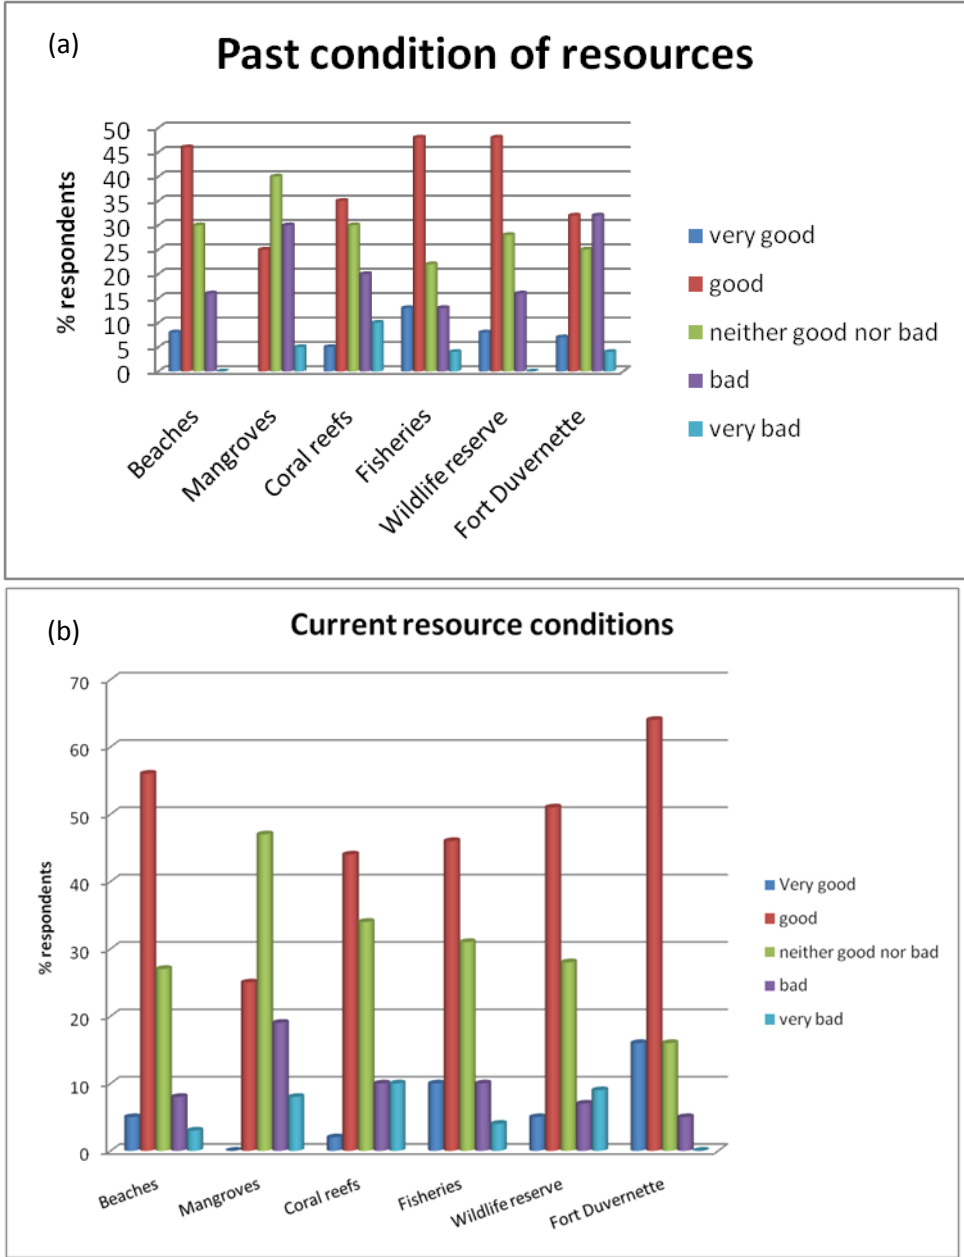 (a)
Past condition of resources
% respondents
50
45
40
35
30
25
20
15
10
5
0
Beaches
Mangroves
Coral reefs
Fisheries
Wildlife reserve
Fort Duvernette
very good
good
neither good nor bad
bad
very bad
(b)
Current resource conditions
% respondents
70
60
50
40
30
20
10
0
Beaches
Mangroves
Coral reefs
Fisheries
Wildlife reserve
Fort Duvernette
Very good
good
neither good nor bad
bad
very bad